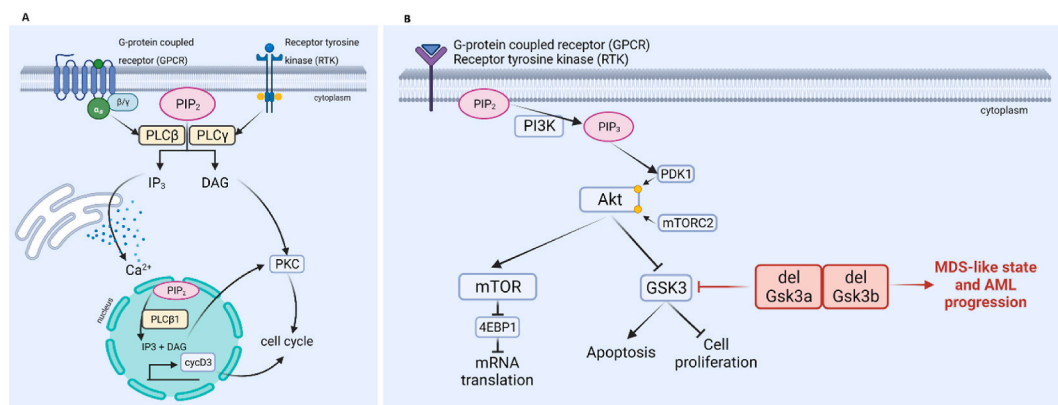 A
G-protein coupled
receptor (GPCR)
Receptor tyrosine
kinase (RTK)
cytoplasm
β/γ
αq
PIP2
PLCβ
PLCγ
IP3
DAG
Ca2+
PKC
nucleus
PIP2
PLCβ1
IP3 + DAG
cycD3
cell cycle
B
G-protein coupled receptor (GPCR)
Receptor tyrosine kinase (RTK)
cytoplasm
PIP2
PI3K
PIP3
PDK1
Akt
mTORC2
mTOR
GSK3
del
Gsk3a
del
Gsk3b
MDS-like state
and AML
progression
4EBP1
mRNA
translation
Apoptosis
Cell
proliferation